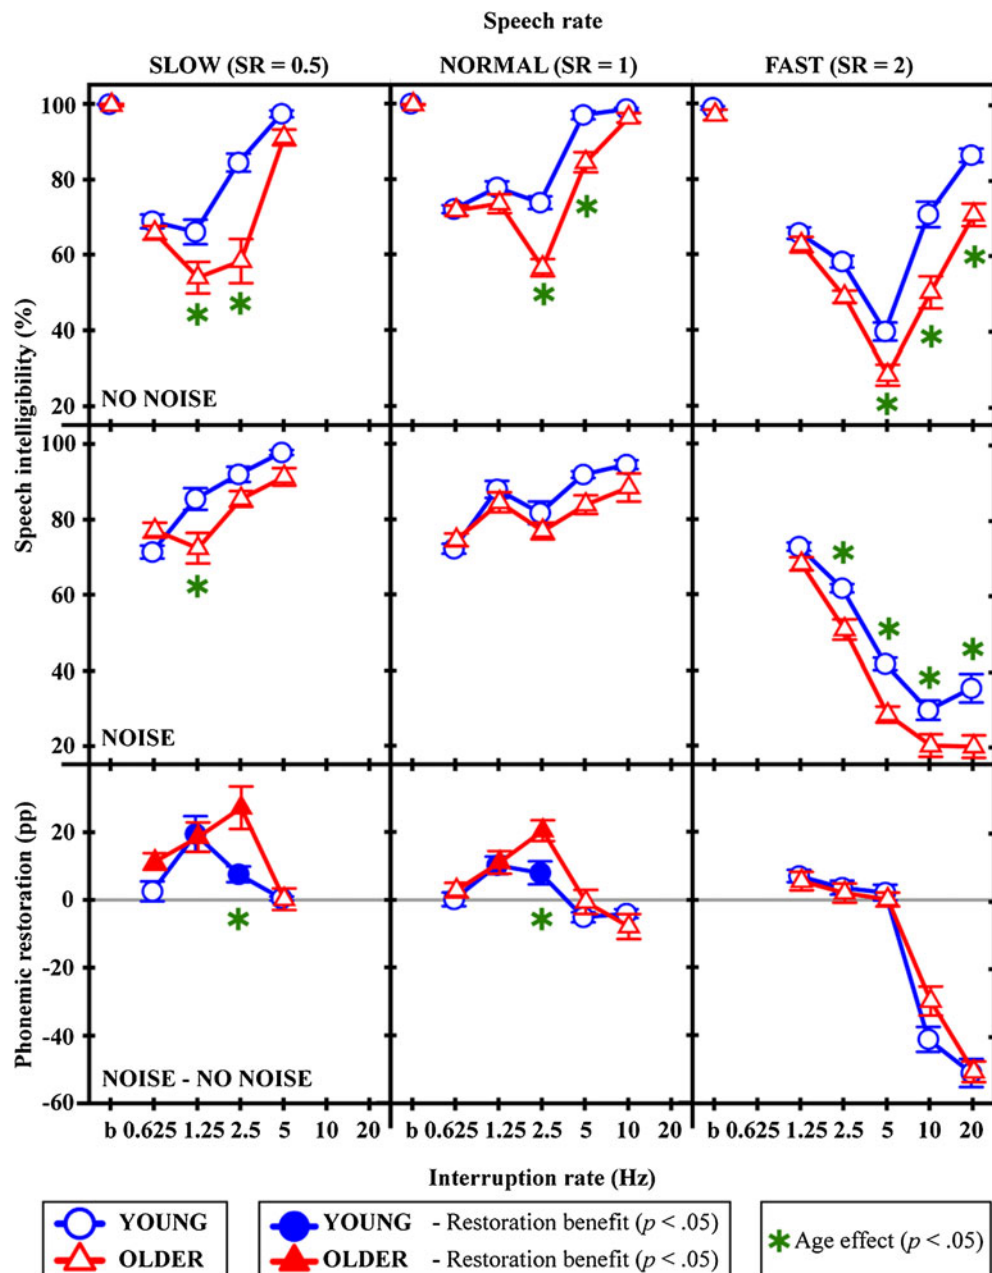 Speech rate
SLOW (SR = 0.5) NORMAL (SR = 1) FAST (SR = 2)
Speech intelligibility (%)
100
80
60
40
20
NO NOISE
100
80
60
40
20
NOISE
Phonemic restoration (pp)
20
0
-20
-40
-60
NOISE - NO NOISE
b 0.625 1.25 2.5 5 10 20 b 0.625 1.25 2.5 5 10 20 b 0.625 1.25 2.5 5 10 20
Interruption rate (Hz)
YOUNG YOUNG - Restoration benefit (p < .05) * Age effect (p < .05)
OLDER OLDER - Restoration benefit (p < .05)